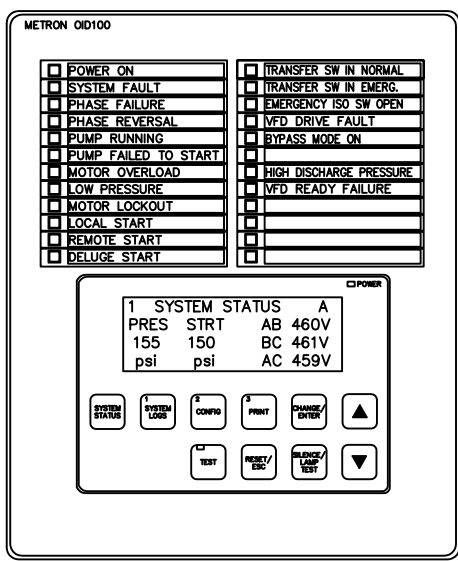 METRON OID100
POWER ON
SYSTEM FAULT
PHASE FAILURE
PHASE REVERSAL
PUMP RUNNING
PUMP FAILED TO START
MOTOR OVERLOAD
LOW PRESSURE
MOTOR LOCKOUT
LOCAL START
REMOTE START
DELUGE START
TRANSFER SW IN NORMAL
TRANSFER SW IN EMERG.
EMERGENCY ISO SW OPEN
VFD DRIVE FAULT
BYPASS MODE ON
HIGH DISCHARGE PRESSURE
VFD READY FAILURE
POWER
1 SYSTEM STATUS A
PRES STRT AB 460V
155 150 BC 461V
psi psi AC 459V
SYSTEM
STATUS
1
SYSTEM
LOGS
2
CONFIG
3
PRINT
CHANGE/
ENTER
TEST
RESET/
ESC
SILENCE/
LAMP
TEST